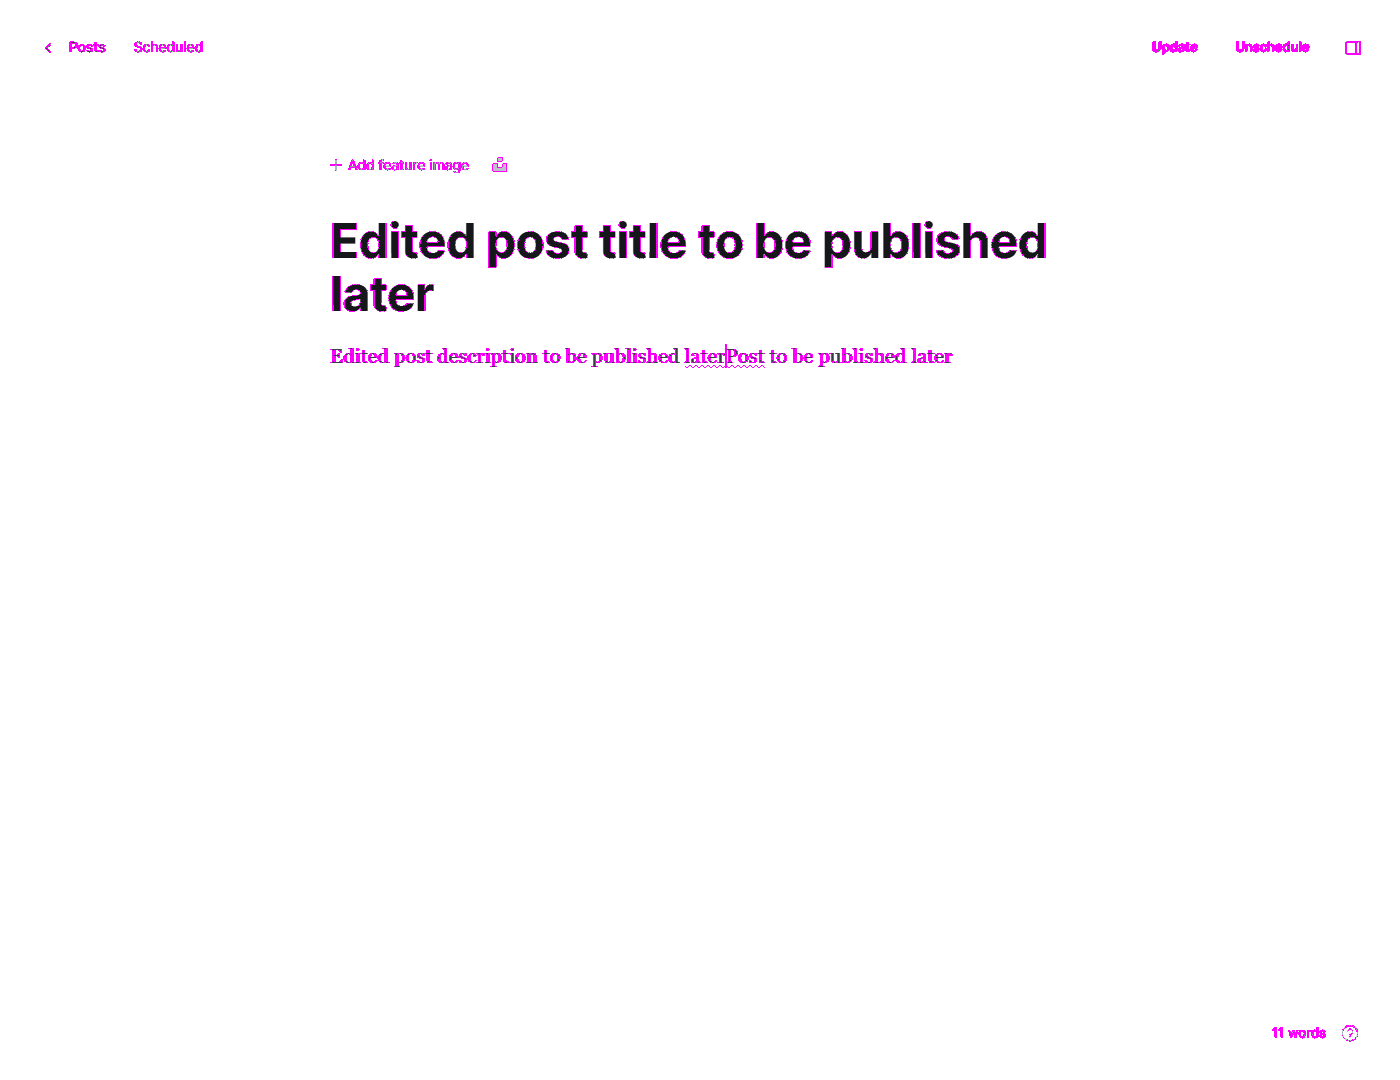 Posts Scheduled Update Unschedule
Add feature image
Edited post title to be published
later
Edited post description to be published laterPost to be published later
11 words